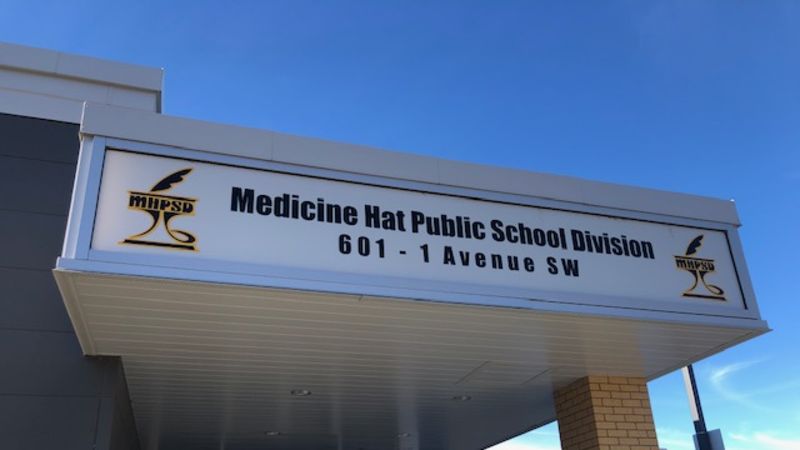 MHPSD
Medicine Hat Public School Division
601 - 1 Avenue SW
MHPSD